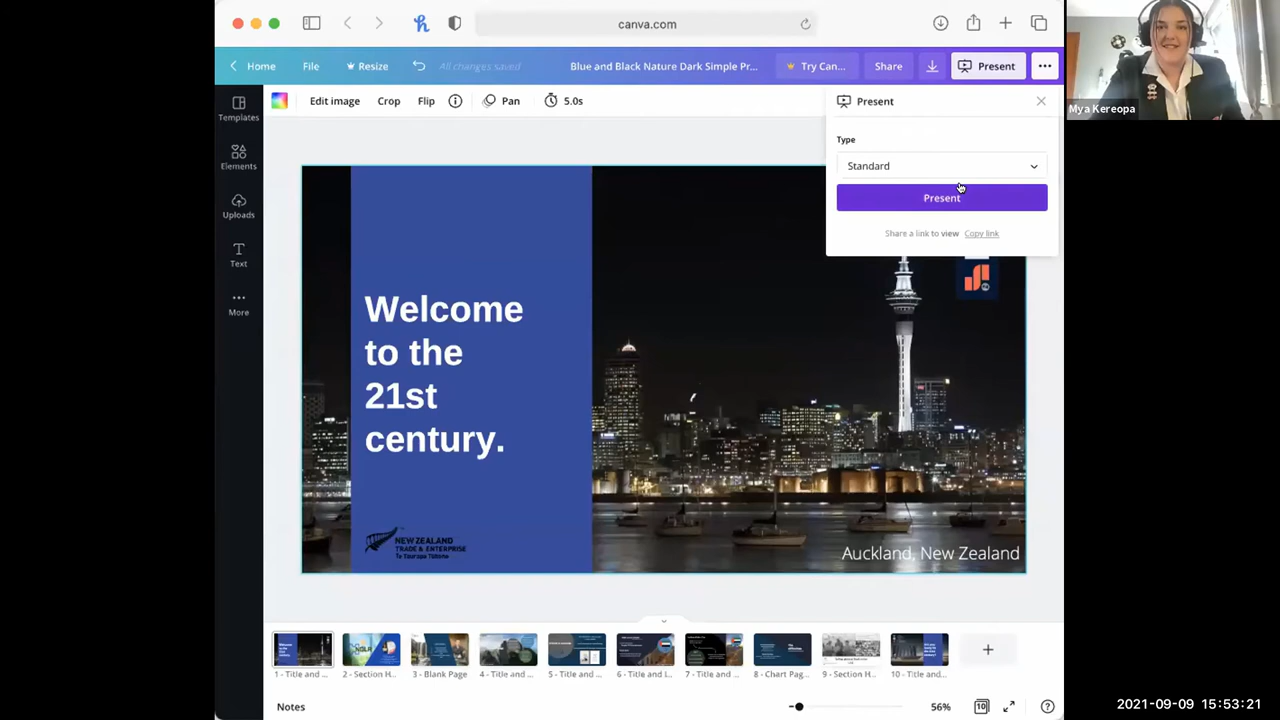 canva.com
Home
File
Resize
All changes saved
Blue and Black Nature Dark Simple Pr...
Try Can...
Share
Present
Mya Kereopa
Edit image
Crop
Flip
Pan
5.0s
Present
Templates
Elements
Uploads
Text
More
Type
Standard
Present
Share a link to view Copy link
Welcome
to the
21st
century.
NEW ZEALAND
TRADE & ENTERPRISE
Te Taurapa Tūhono
Auckland, New Zealand
1 - Title and ...
2 - Section H...
3 - Blank Page
4 - Title and ...
5 - Title and ...
6 - Title and l...
7 - Title and ...
8 - Chart Pag...
9 - Section H...
10 - Title and...
Notes
56%
10
2021-09-09 15:53:21